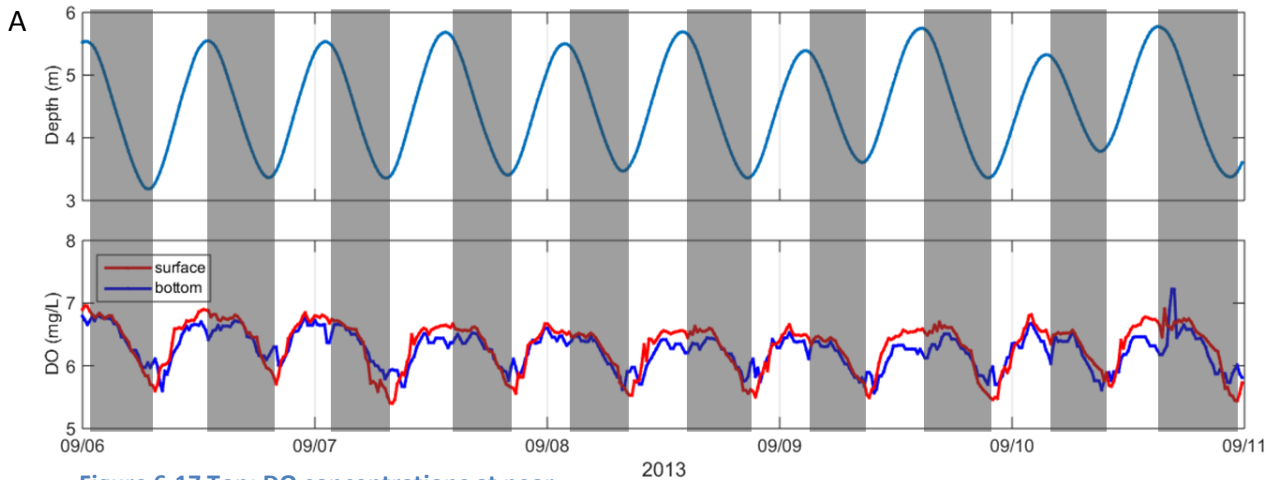 A
6
5
4
3
Depth (m)
8
7
6
5
DO (mg/L)
surface
bottom
09/06 09/07 09/08 09/09 09/10 09/11
2013
Figure 6-17 Top: DO concentrations at near